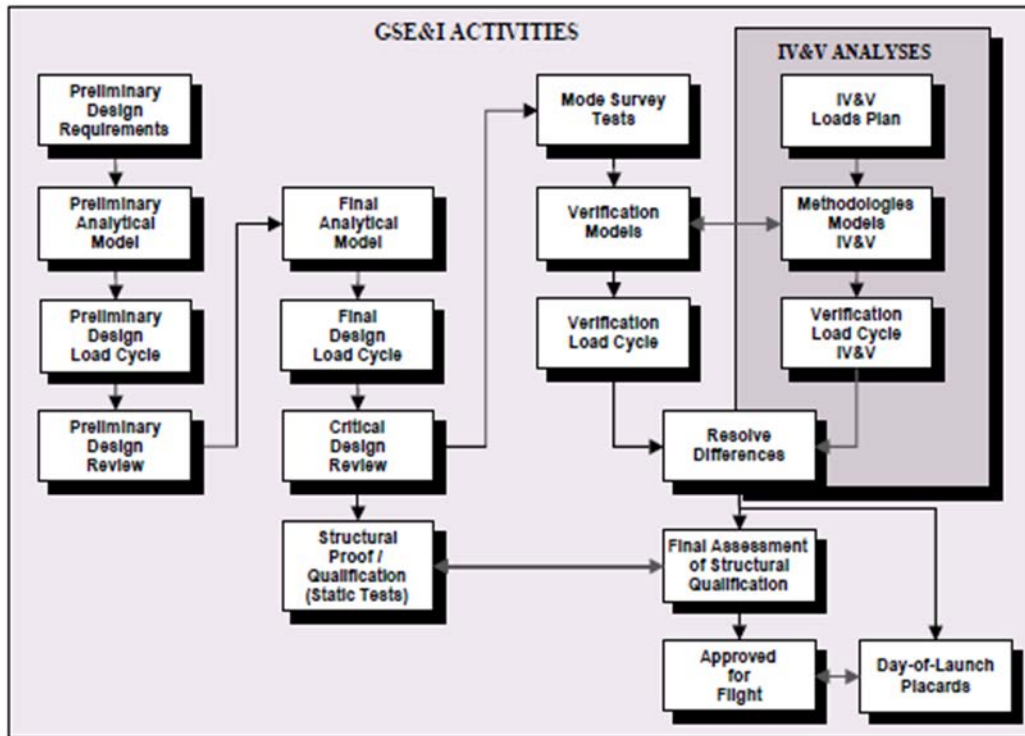 GSE&I ACTIVITIES
IV&V ANALYSES
Preliminary
Design
Requirements
Preliminary
Analytical
Model
Preliminary
Design
Load Cycle
Preliminary
Design
Review
Final
Analytical
Model
Final
Design
Load Cycle
Critical
Design
Review
Structural
Proof /
Qualification
(Static Tests)
Mode Survey
Tests
Verification
Models
Verification
Load Cycle
IV&V
Loads Plan
Methodologies
Models
IV&V
Verification
Load Cycle
IV&V
Resolve
Differences
Final Assessment
of Structural
Qualification
Approved
for
Flight
Day-of-Launch
Placards